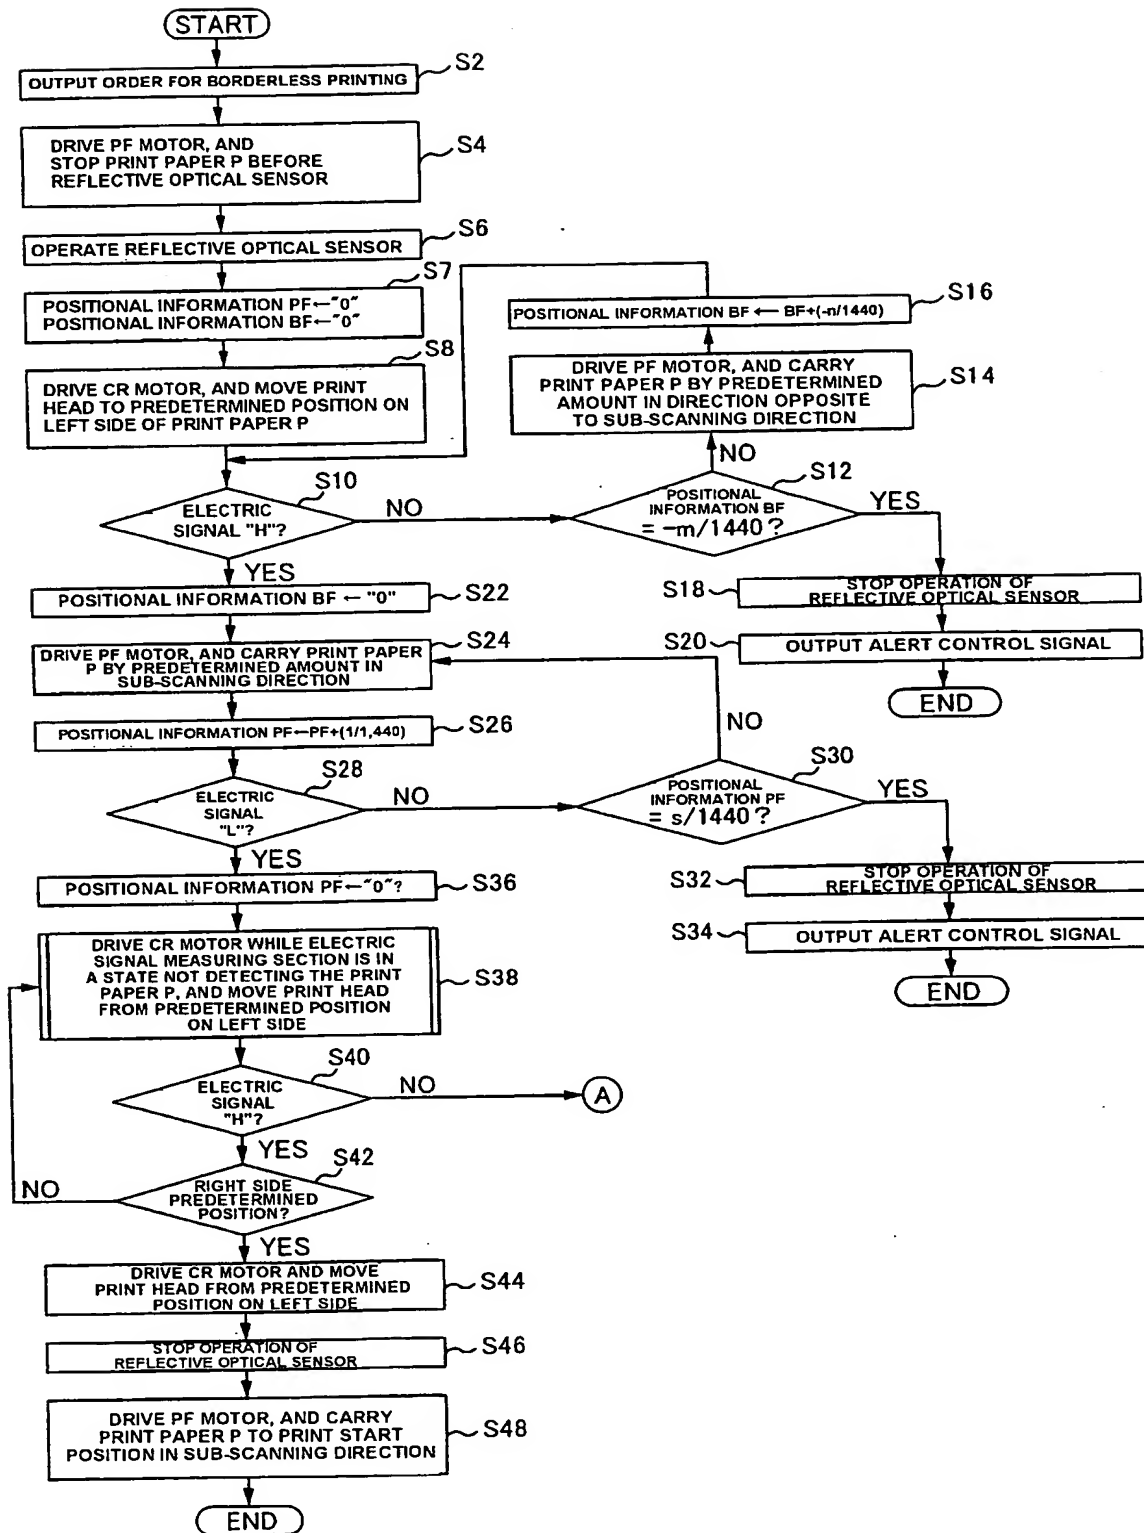 START
OUTPUT ORDER FOR BORDERLESS PRINTING
S2
DRIVE PF MOTOR, AND
STOP PRINT PAPER P BEFORE
REFLECTIVE OPTICAL SENSOR
S4
OPERATE REFLECTIVE OPTICAL SENSOR
S6
S7
POSITIONAL INFORMATION PF←"0"
POSITIONAL INFORMATION BF←"0"
S8
DRIVE CR MOTOR, AND MOVE PRINT
HEAD TO PREDETERMINED POSITION ON
LEFT SIDE OF PRINT PAPER P
S16
POSITIONAL INFORMATION BF ← BF+(-n/1440)
DRIVE PF MOTOR, AND CARRY
PRINT PAPER P BY PREDETERMINED
AMOUNT IN DIRECTION OPPOSITE
TO SUB-SCANNING DIRECTION
S14
NO
S10
ELECTRIC
SIGNAL "H"?
NO
S12
POSITIONAL
INFORMATION BF
= -m/1440?
YES
YES
POSITIONAL INFORMATION BF ← "0"
S22
S18
STOP OPERATION OF
REFLECTIVE OPTICAL SENSOR
S20
OUTPUT ALERT CONTROL SIGNAL
END
S24
DRIVE PF MOTOR, AND CARRY PRINT PAPER
P BY PREDETERMINED AMOUNT IN
SUB-SCANNING DIRECTION
NO
POSITIONAL INFORMATION PF←PF+(1/1,440)
S26
S28
ELECTRIC
SIGNAL
"L"?
NO
S30
POSITIONAL
INFORMATION PF
= s/1440?
YES
YES
POSITIONAL INFORMATION PF←"0"?
S36
S32
STOP OPERATION OF
REFLECTIVE OPTICAL SENSOR
S34
OUTPUT ALERT CONTROL SIGNAL
END
DRIVE CR MOTOR WHILE ELECTRIC
SIGNAL MEASURING SECTION IS IN
A STATE NOT DETECTING THE PRINT
PAPER P, AND MOVE PRINT HEAD
FROM PREDETERMINED POSITION
ON LEFT SIDE
S38
S40
ELECTRIC
SIGNAL
"H"?
NO
A
YES
S42
RIGHT SIDE
PREDETERMINED
POSITION?
NO
YES
DRIVE CR MOTOR AND MOVE
PRINT HEAD FROM PREDETERMINED
POSITION ON LEFT SIDE
S44
STOP OPERATION OF
REFLECTIVE OPTICAL SENSOR
S46
DRIVE PF MOTOR, AND CARRY
PRINT PAPER P TO PRINT START
POSITION IN SUB-SCANNING DIRECTION
S48
END